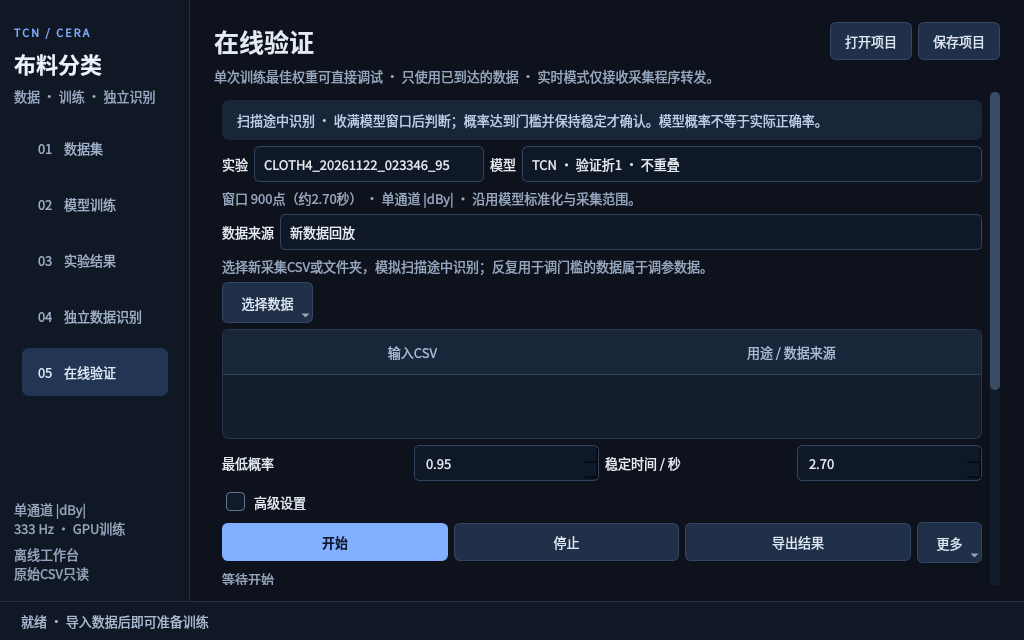 TCN / CERA
布料分类
数据 · 训练 · 独立识别
01 数据集
02 模型训练
03 实验结果
04 独立数据识别
05 在线验证
单通道 |dBy|
333 Hz · GPU训练
离线工作台
原始CSV只读
在线验证
打开项目
保存项目
单次训练最佳权重可直接调试 · 只使用已到达的数据 · 实时模式仅接收采集程序转发。
扫描途中识别 · 收满模型窗口后判断；概率达到门槛并保持稳定才确认。模型概率不等于实际正确率。
实验 CLOTH4_20261122_023346_95 模型 TCN · 验证折1 · 不重叠
窗口 900点（约2.70秒） · 单通道 |dBy| · 沿用模型标准化与采集范围。
数据来源 新数据回放
选择新采集CSV或文件夹，模拟扫描途中识别；反复用于调门槛的数据属于调参数据。
选择数据
输入CSV 用途 / 数据来源
最低概率 0.95 稳定时间 / 秒 2.70
高级设置
开始 停止 导出结果 更多
等待开始
就绪 · 导入数据后即可准备训练